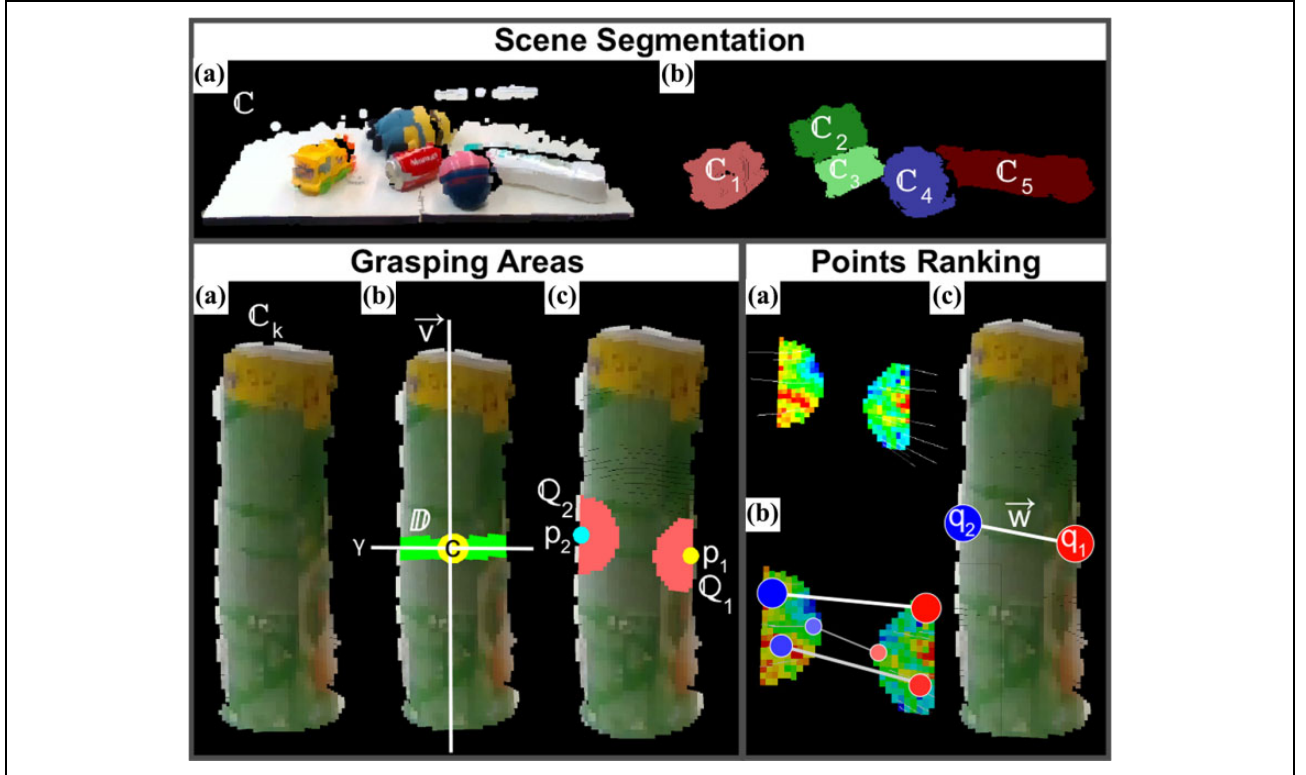 Scene Segmentation
(a)
ℂ
(b)
ℂ₁
ℂ₂
ℂ₃
ℂ₄
ℂ₅
Grasping Areas
(a)
ℂₖ
(b)
v→
𝔻
γ
c
(c)
ℚ₂
p₂
p₁
ℚ₁
Points Ranking
(a)
(b)
(c)
q₂
w→
q₁